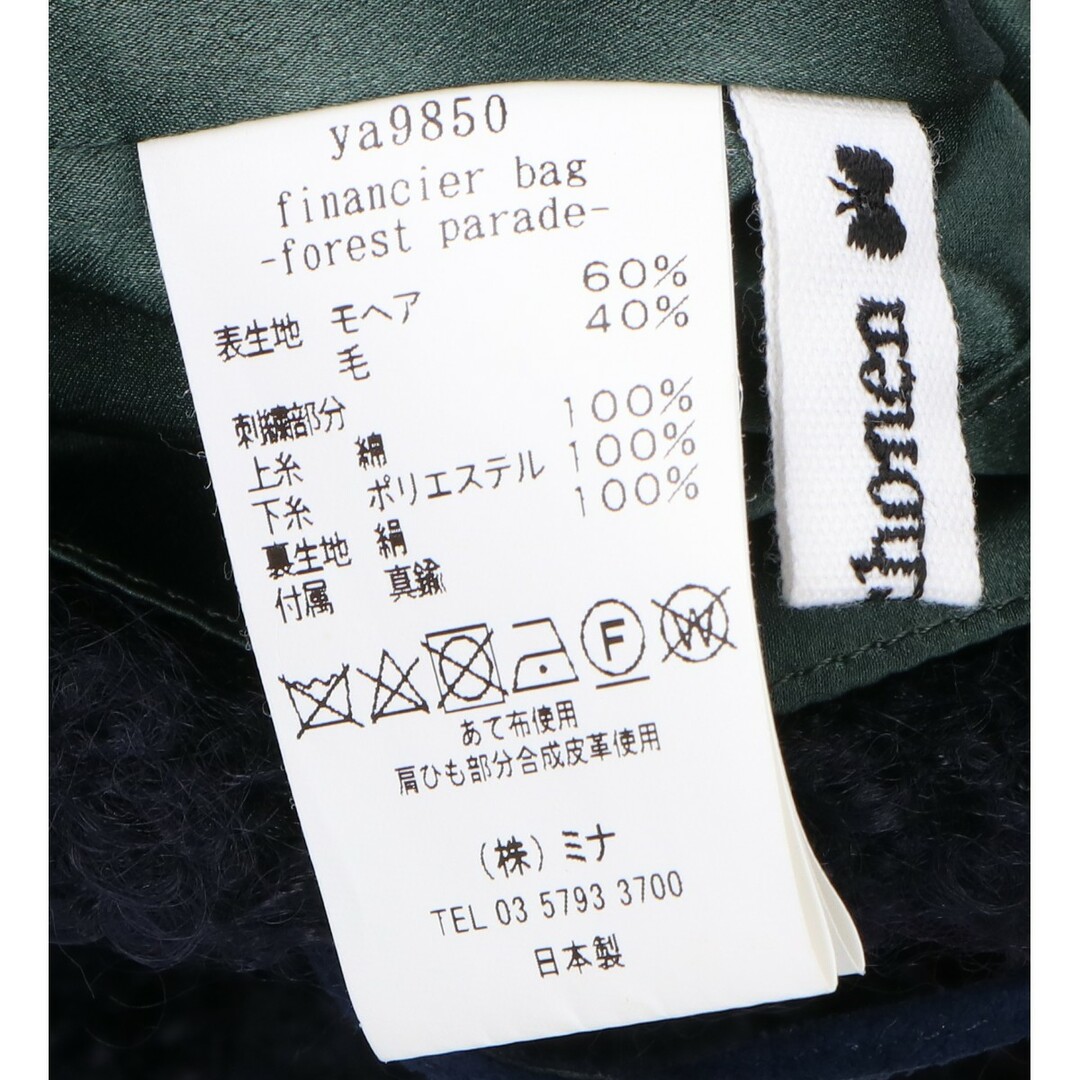 ya9850
financier bag
-forest parade-
表生地 モヘア 60%
毛 40%
刺繍部分
上糸 綿 100%
下糸 ポリエステル 100%
裏生地 絹 100%
付属 真鍮
F
W
あて布使用
肩ひも部分合成皮革使用
(株)ミナ
TEL 03 5793 3700
日本製
honen